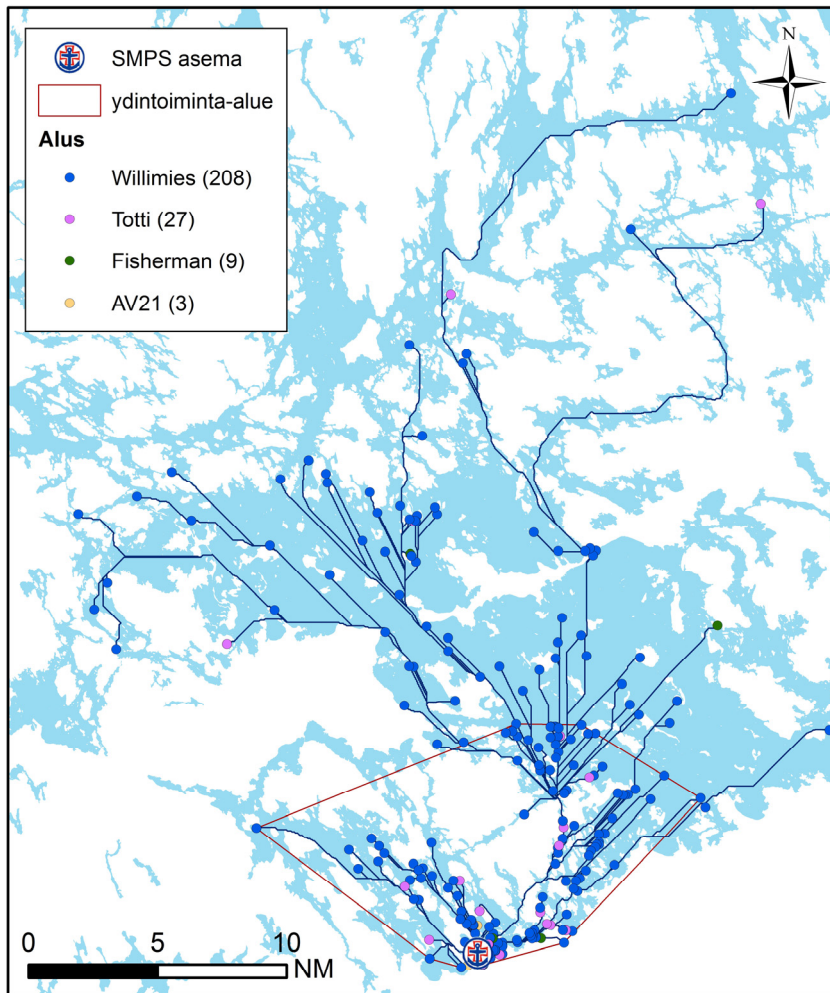 SMPS asema
ydintoiminta-alue
Alus
Willimies (208)
Totti (27)
Fisherman (9)
AV21 (3)
N
0 5 10
NM